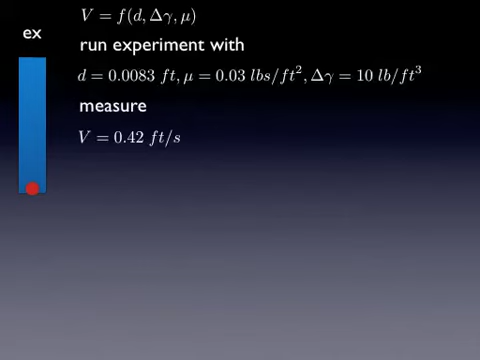 V = f(d, Δγ, μ)
ex
run experiment with
d = 0.0083 ft, μ = 0.03 lbs/ft², Δγ = 10 lb/ft³
measure
V = 0.42 ft/s